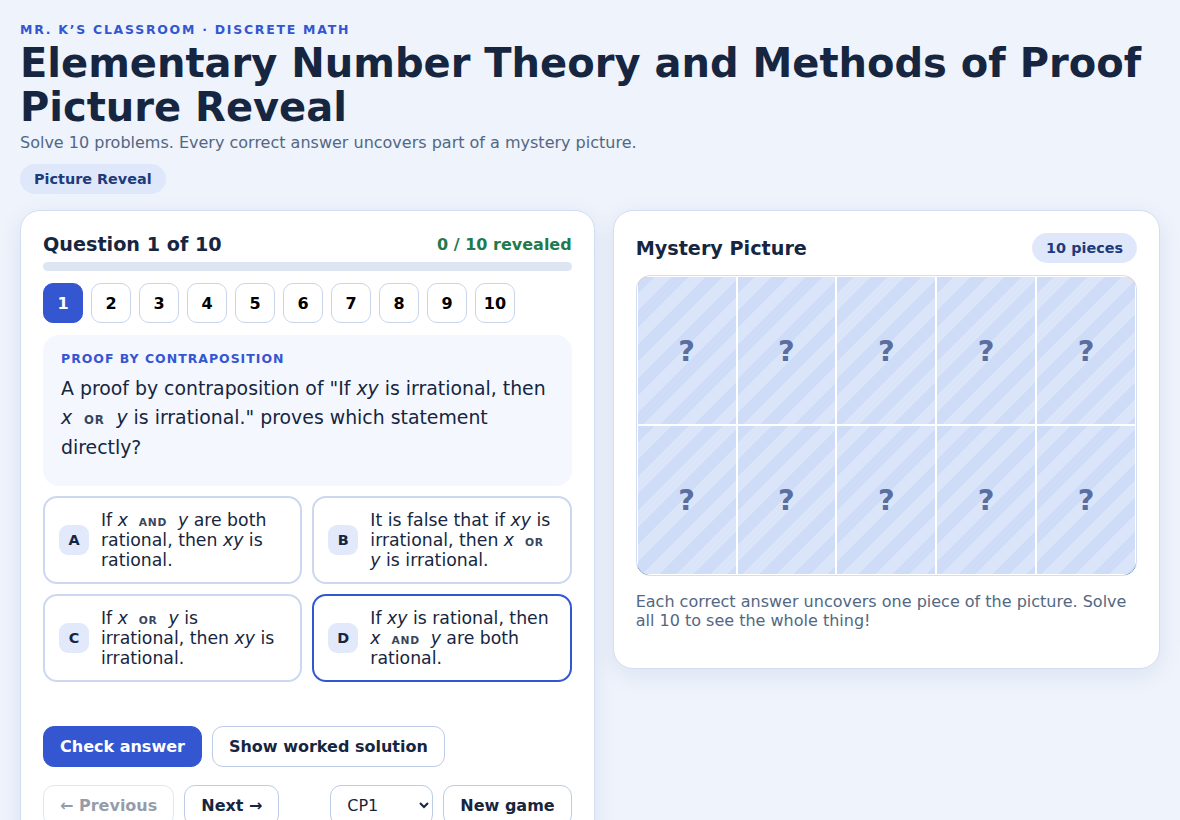 MR. K’S CLASSROOM · DISCRETE MATH
Elementary Number Theory and Methods of Proof
Picture Reveal
Solve 10 problems. Every correct answer uncovers part of a mystery picture.
Picture Reveal
Question 1 of 10
0 / 10 revealed
1 2 3 4 5 6 7 8 9 10
PROOF BY CONTRAPOSITION
A proof by contraposition of "If xy is irrational, then
x OR y is irrational." proves which statement
directly?
A
If x AND y are both
rational, then xy is
rational.
B
It is false that if xy is
irrational, then x OR
y is irrational.
C
If x OR y is
irrational, then xy is
irrational.
D
If xy is rational, then
x AND y are both
rational.
Check answer
Show worked solution
← Previous
Next →
CP1
New game
Mystery Picture
10 pieces
? ? ? ? ?
? ? ? ? ?
Each correct answer uncovers one piece of the picture. Solve
all 10 to see the whole thing!